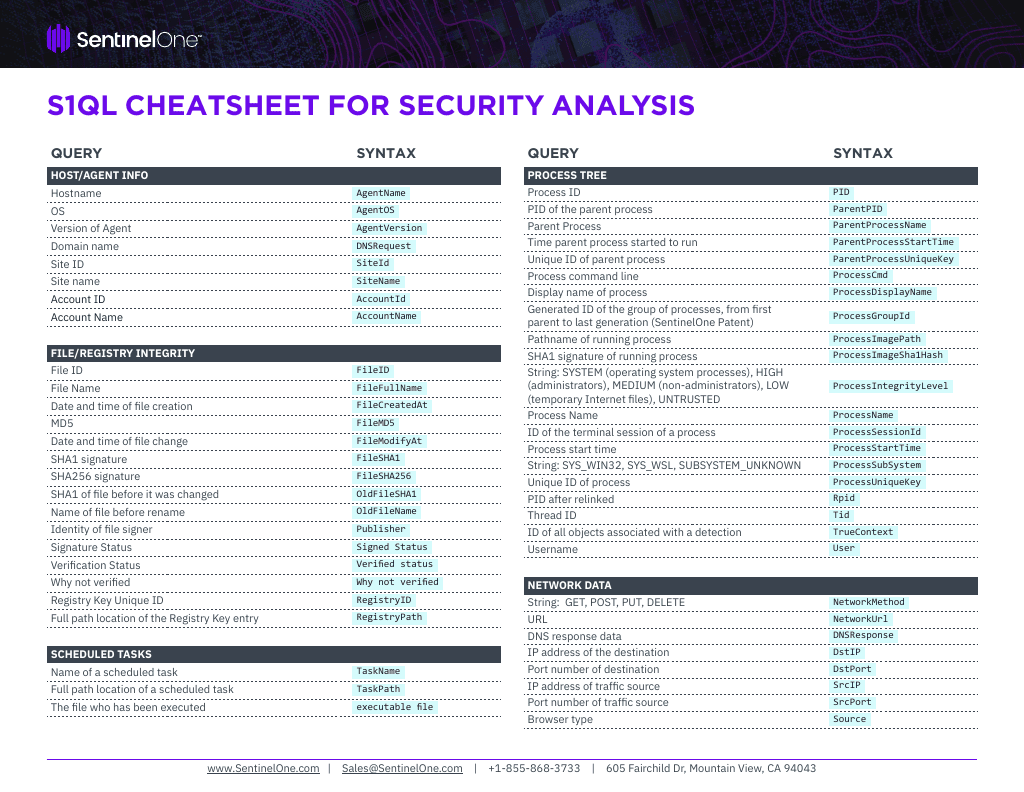 SentinelOne™
S1QL CHEATSHEET FOR SECURITY ANALYSIS
QUERY SYNTAX
HOST/AGENT INFO
Hostname AgentName
OS AgentOS
Version of Agent AgentVersion
Domain name DNSRequest
Site ID SiteId
Site name SiteName
Account ID AccountId
Account Name AccountName
FILE/REGISTRY INTEGRITY
File ID FileID
File Name FileFullName
Date and time of file creation FileCreatedAt
MD5 FileMD5
Date and time of file change FileModifyAt
SHA1 signature FileSHA1
SHA256 signature FileSHA256
SHA1 of file before it was changed OldFileSHA1
Name of file before rename OldFileName
Identity of file signer Publisher
Signature Status Signed Status
Verification Status Verified status
Why not verified Why not verified
Registry Key Unique ID RegistryID
Full path location of the Registry Key entry RegistryPath
SCHEDULED TASKS
Name of a scheduled task TaskName
Full path location of a scheduled task TaskPath
The file who has been executed executable file
QUERY SYNTAX
PROCESS TREE
Process ID PID
PID of the parent process ParentPID
Parent Process ParentProcessName
Time parent process started to run ParentProcessStartTime
Unique ID of parent process ParentProcessUniqueKey
Process command line ProcessCmd
Display name of process ProcessDisplayName
Generated ID of the group of processes, from first
parent to last generation (SentinelOne Patent) ProcessGroupId
Pathname of running process ProcessImagePath
SHA1 signature of running process ProcessImageSha1Hash
String: SYSTEM (operating system processes), HIGH
(administrators), MEDIUM (non-administrators), LOW ProcessIntegrityLevel
(temporary Internet files), UNTRUSTED
Process Name ProcessName
ID of the terminal session of a process ProcessSessionId
Process start time ProcessStartTime
String: SYS_WIN32, SYS_WSL, SUBSYSTEM_UNKNOWN ProcessSubSystem
Unique ID of process ProcessUniqueKey
PID after relinked Rpid
Thread ID Tid
ID of all objects associated with a detection TrueContext
Username User
NETWORK DATA
String: GET, POST, PUT, DELETE NetworkMethod
URL NetworkUrl
DNS response data DNSResponse
IP address of the destination DstIP
Port number of destination DstPort
IP address of traffic source SrcIP
Port number of traffic source SrcPort
Browser type Source
www.SentinelOne.com | Sales@SentinelOne.com | +1-855-868-3733 | 605 Fairchild Dr, Mountain View, CA 94043